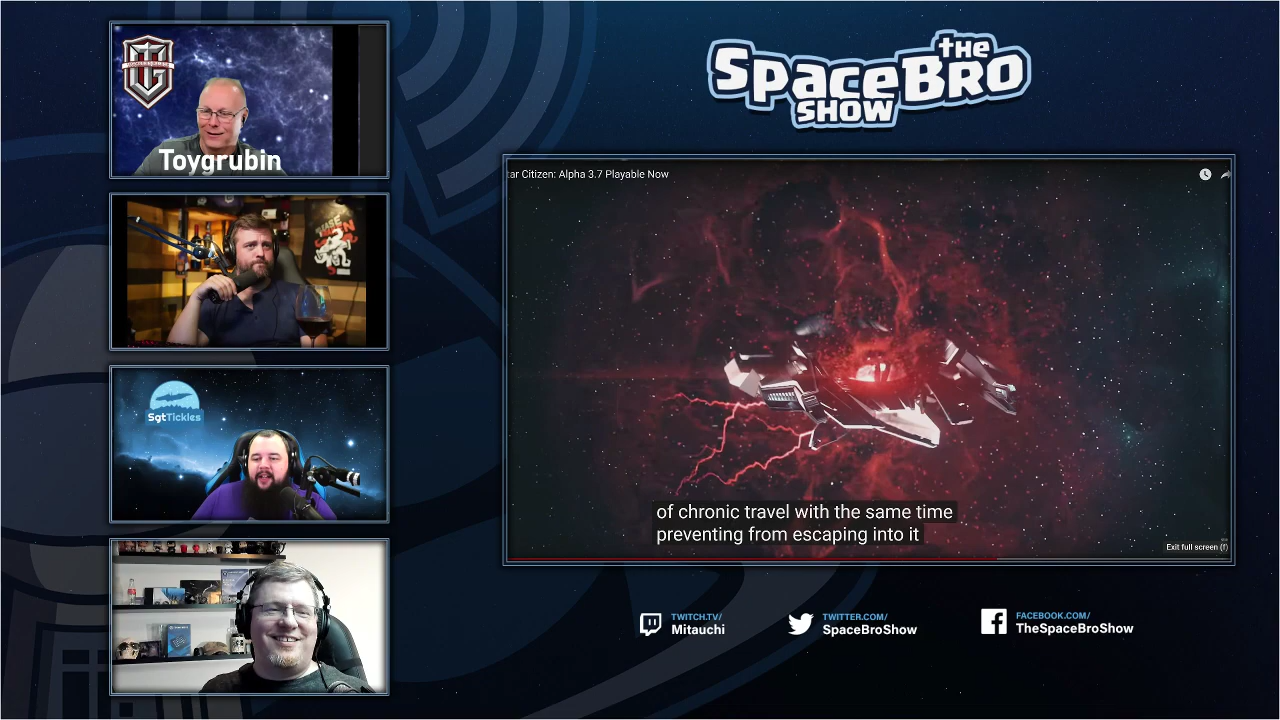 Toygrubin
SgtTickles
THE
SPACEBRO
SHOW
tar Citizen: Alpha 3.7 Playable Now
of chronic travel with the same time
preventing from escaping into it
Exit full screen (f)
TWITCH.TV/
Mitauchi
TWITTER.COM/
SpaceBroShow
FACEBOOK.COM/
TheSpaceBroShow